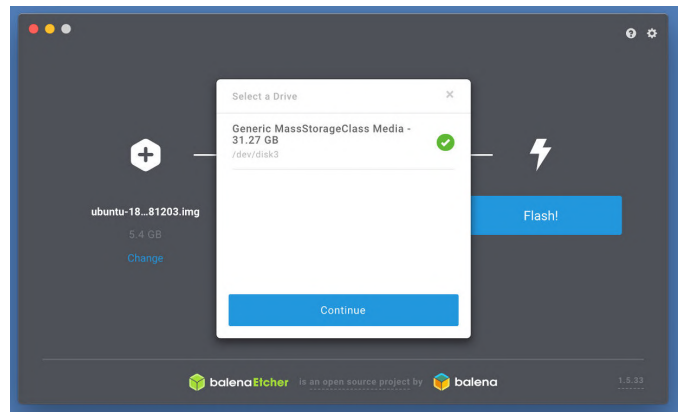 Select a Drive
×
Generic MassStorageClass Media -
31.27 GB
/dev/disk3
ubuntu-18...81203.img
5.4 GB
Change
Flash!
Continue
balenaEtcher is an open source project by balena
1.5.33